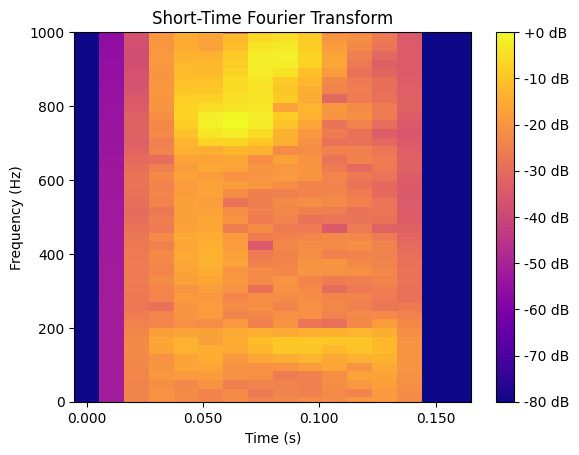 Short-Time Fourier Transform
1000
800
600
400
200
0
Frequency (Hz)
0.000
0.050
0.100
0.150
Time (s)
+0 dB
-10 dB
-20 dB
-30 dB
-40 dB
-50 dB
-60 dB
-70 dB
-80 dB